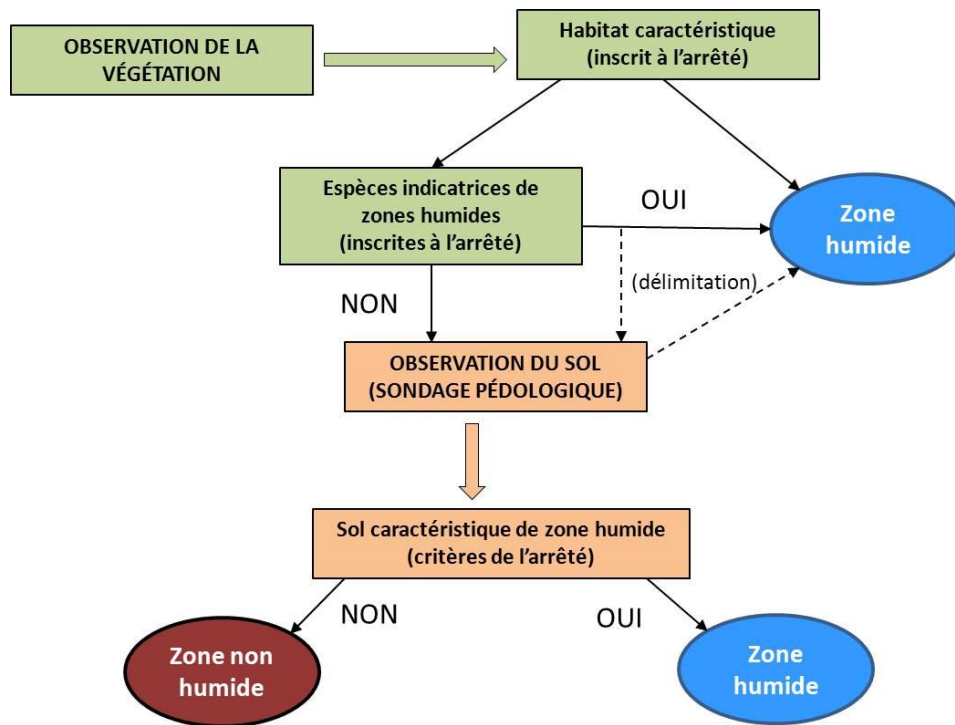 OBSERVATION DE LA
VÉGÉTATION
Habitat caractéristique
(inscrit à l'arrêté)
Espèces indicatrices de
zones humides
(inscrites à l'arrêté)
OUI
Zone
humide
(délimitation)
NON
OBSERVATION DU SOL
(SONDAGE PÉDOLOGIQUE)
Sol caractéristique de zone humide
(critères de l'arrêté)
NON
OUI
Zone non
humide
Zone
humide